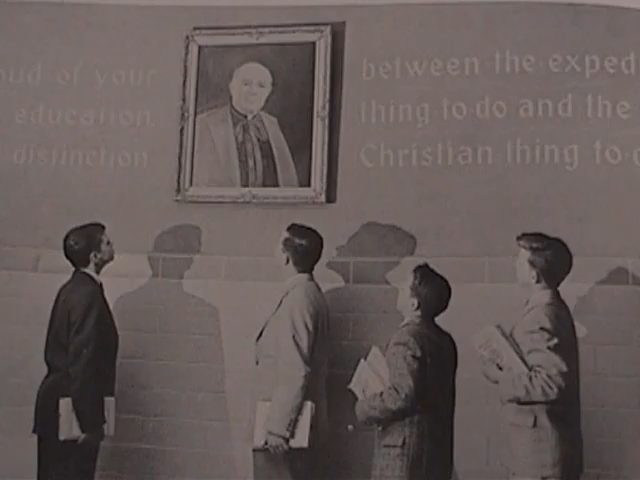 oud of your
education.
distinction
between the exped
thing to do and the
Christian thing to d